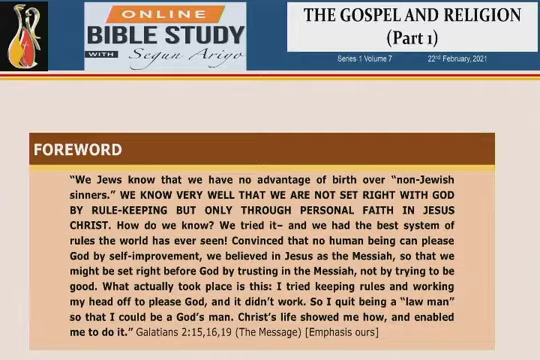 ONLINE
BIBLE STUDY
WITH Segun Ariyo
THE GOSPEL AND RELIGION
(Part 1)
Series 1 Volume 7 22nd February, 2021
FOREWORD
"We Jews know that we have no advantage of birth over "non-Jewish
sinners." WE KNOW VERY WELL THAT WE ARE NOT SET RIGHT WITH GOD
BY RULE-KEEPING BUT ONLY THROUGH PERSONAL FAITH IN JESUS
CHRIST. How do we know? We tried it– and we had the best system of
rules the world has ever seen! Convinced that no human being can please
God by self-improvement, we believed in Jesus as the Messiah, so that we
might be set right before God by trusting in the Messiah, not by trying to be
good. What actually took place is this: I tried keeping rules and working
my head off to please God, and it didn't work. So I quit being a "law man"
so that I could be a God's man. Christ's life showed me how, and enabled
me to do it." Galatians 2:15,16,19 (The Message) [Emphasis ours]